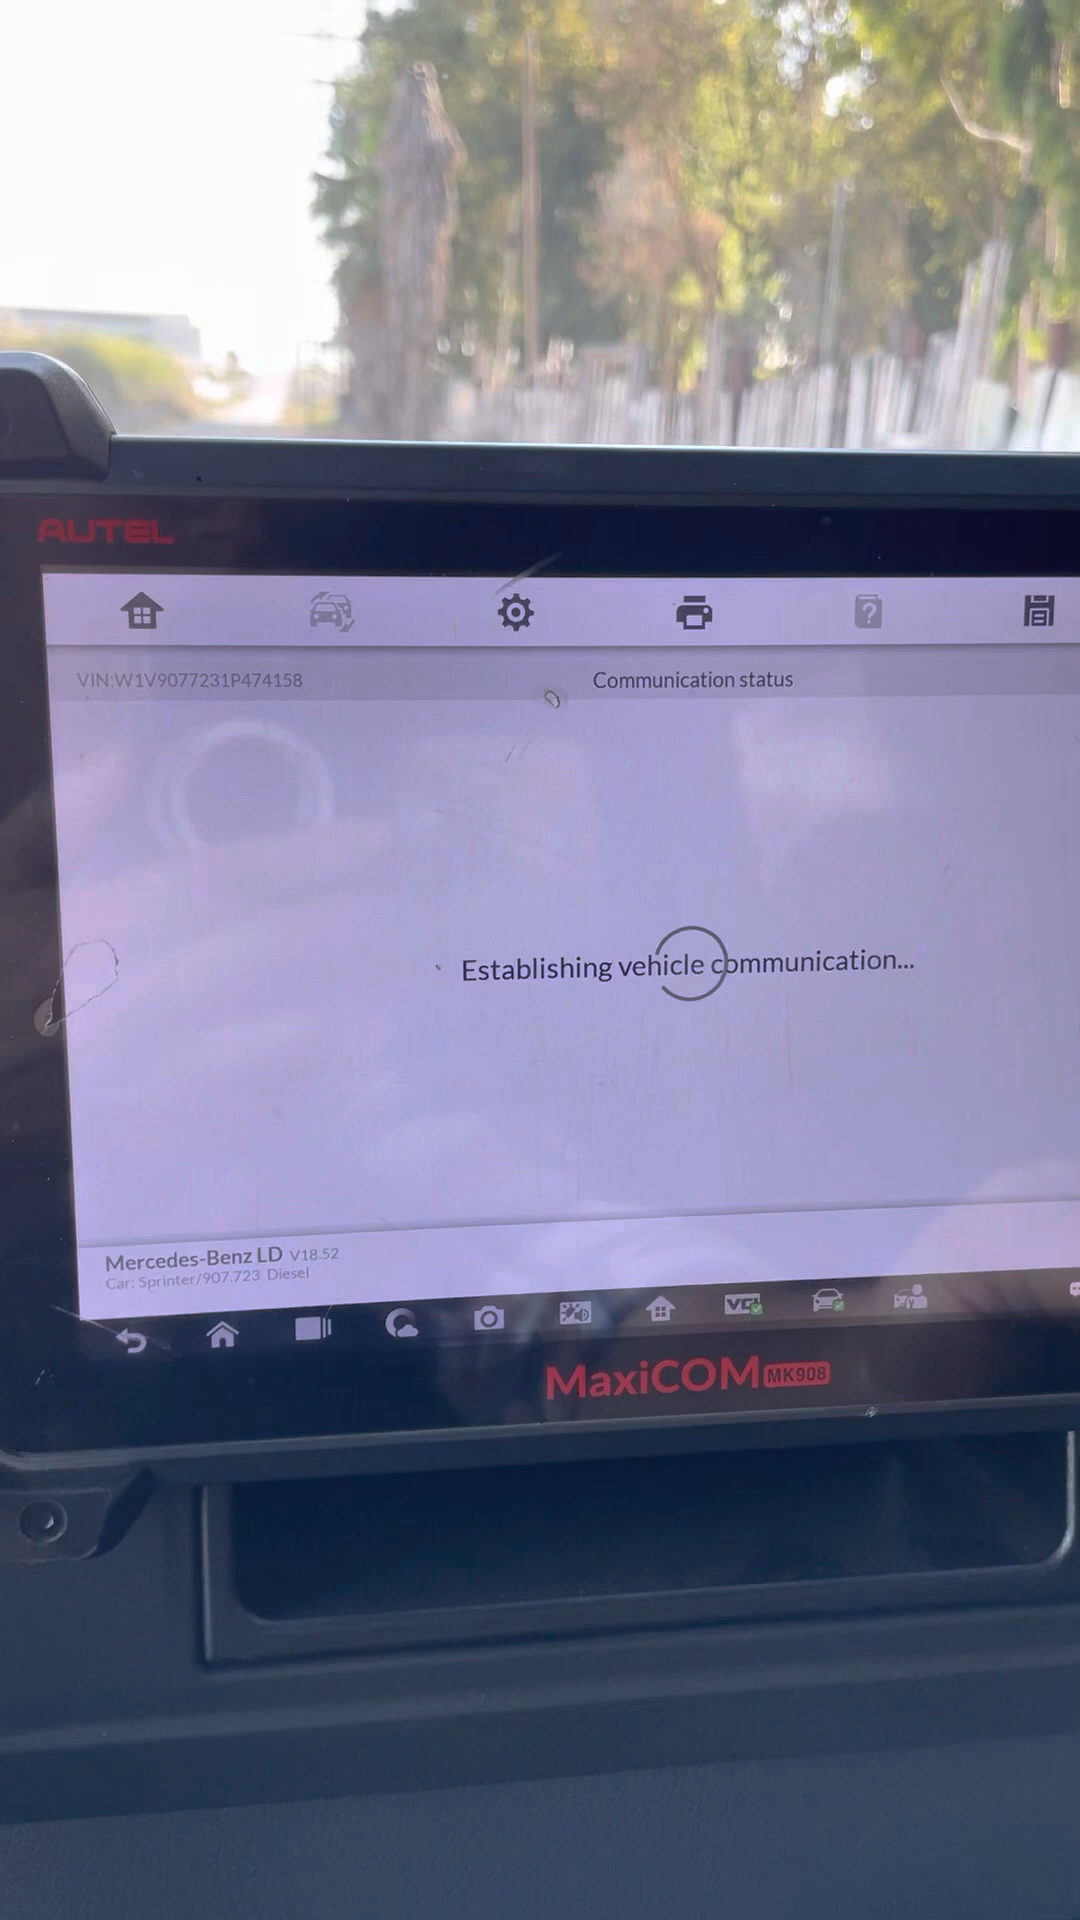 AUTEL
VIN:W1V9077231P474158
Communication status
Establishing vehicle communication...
Mercedes-Benz LD V18.52
Car: Sprinter/907.723 Diesel
VCI
MaxiCOM MK908